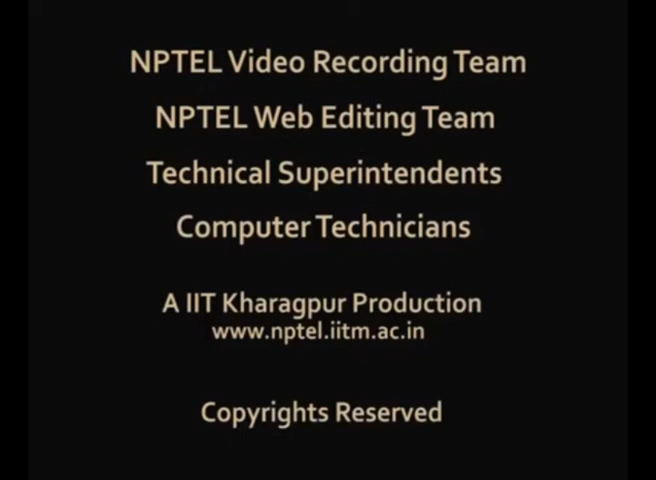 NPTEL Video Recording Team
NPTEL Web Editing Team
Technical Superintendents
Computer Technicians
A IIT Kharagpur Production
www.nptel.iitm.ac.in
Copyrights Reserved